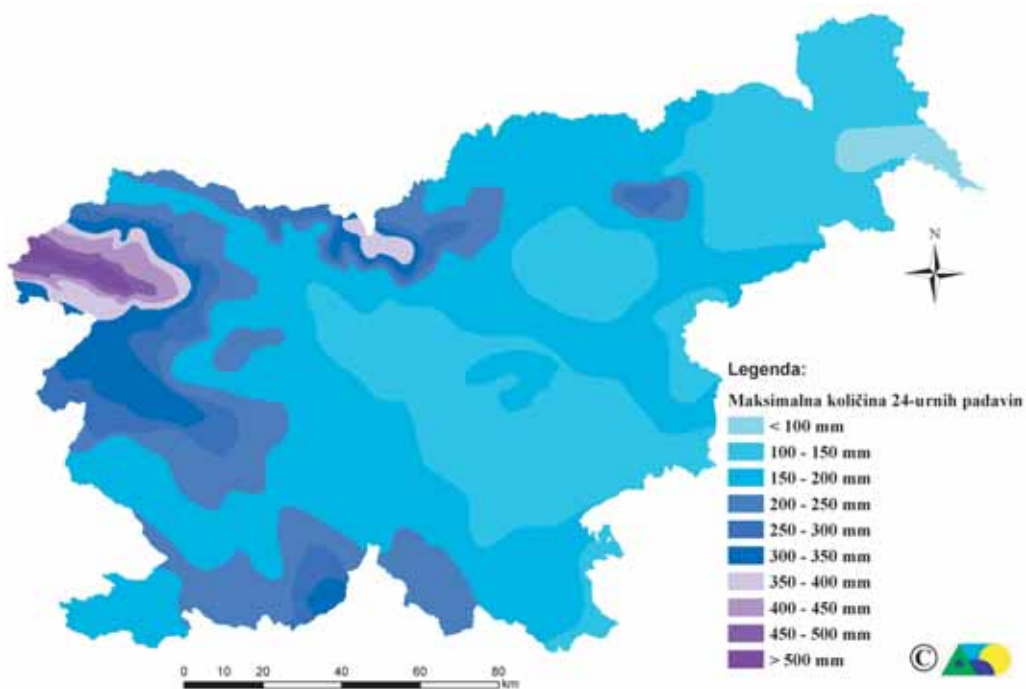 N
Legenda:
Maksimalna količina 24-urnih padavin
< 100 mm
100 - 150 mm
150 - 200 mm
200 - 250 mm
250 - 300 mm
300 - 350 mm
350 - 400 mm
400 - 450 mm
450 - 500 mm
> 500 mm
0 10 20 40 60 80
km
©